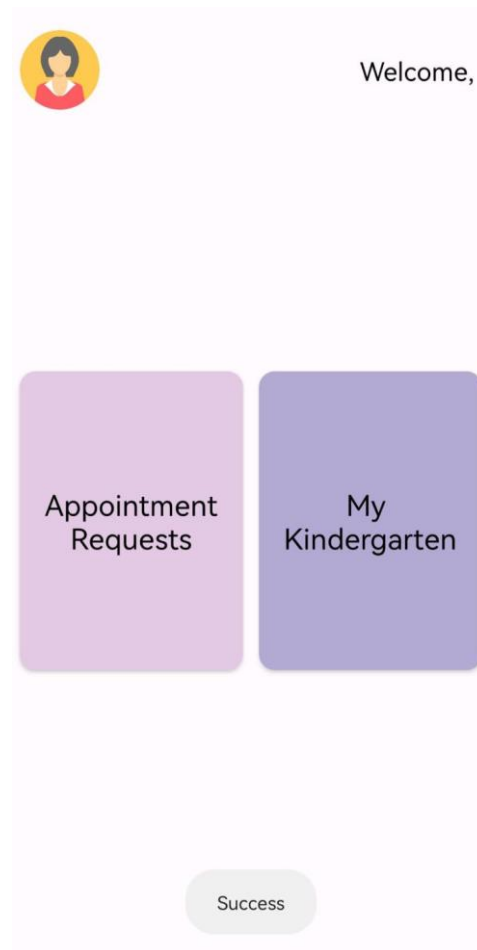 Welcome,
Appointment
Requests
My
Kindergarten
Success